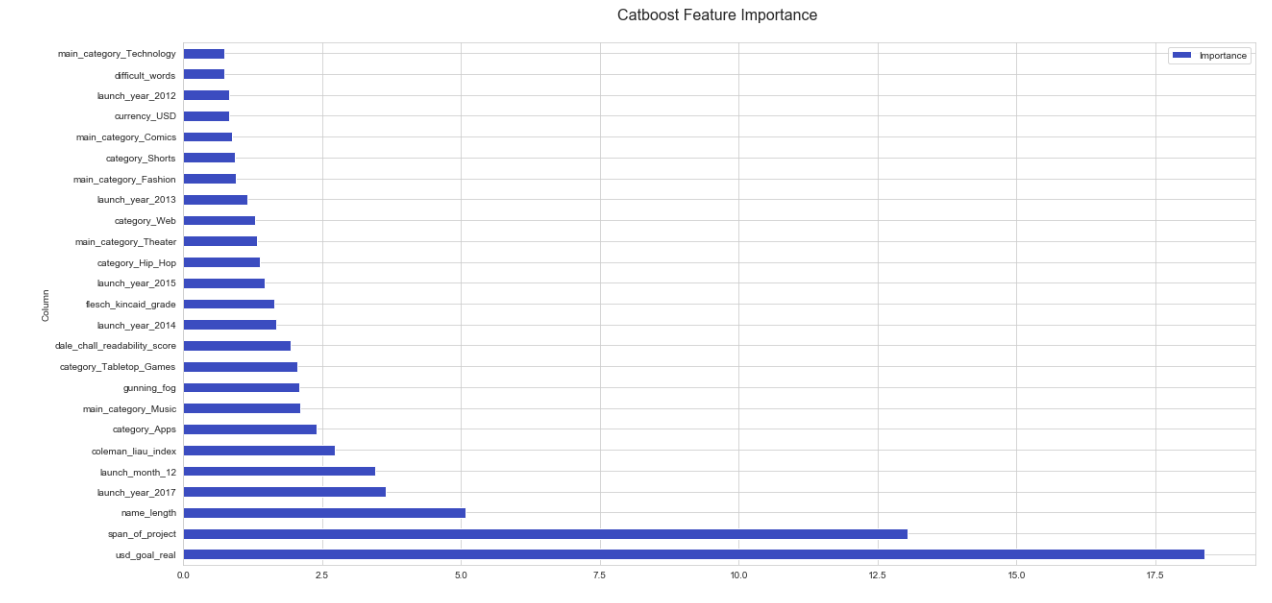 Catboost Feature Importance
Importance
Column
main_category_Technology
difficult_words
launch_year_2012
currency_USD
main_category_Comics
category_Shorts
main_category_Fashion
launch_year_2013
category_Web
main_category_Theater
category_Hip_Hop
launch_year_2015
flesch_kincaid_grade
launch_year_2014
dale_chall_readability_score
category_Tabletop_Games
gunning_fog
main_category_Music
category_Apps
coleman_liau_index
launch_month_12
launch_year_2017
name_length
span_of_project
usd_goal_real
0.0 2.5 5.0 7.5 10.0 12.5 15.0 17.5